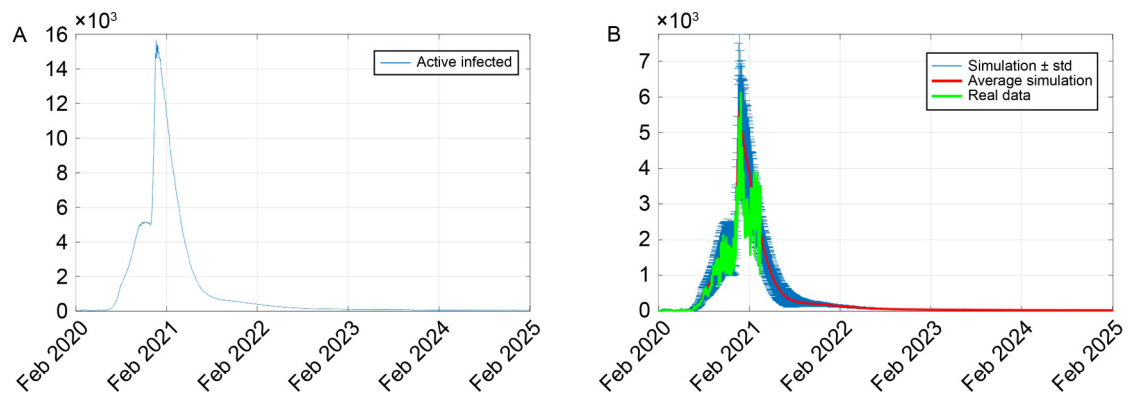 A
×10³
16
14
12
10
8
6
4
2
0
Active infected
Feb 2020
Feb 2021
Feb 2022
Feb 2023
Feb 2024
Feb 2025
B
×10³
7
6
5
4
3
2
1
0
Simulation ± std
Average simulation
Real data
Feb 2020
Feb 2021
Feb 2022
Feb 2023
Feb 2024
Feb 2025